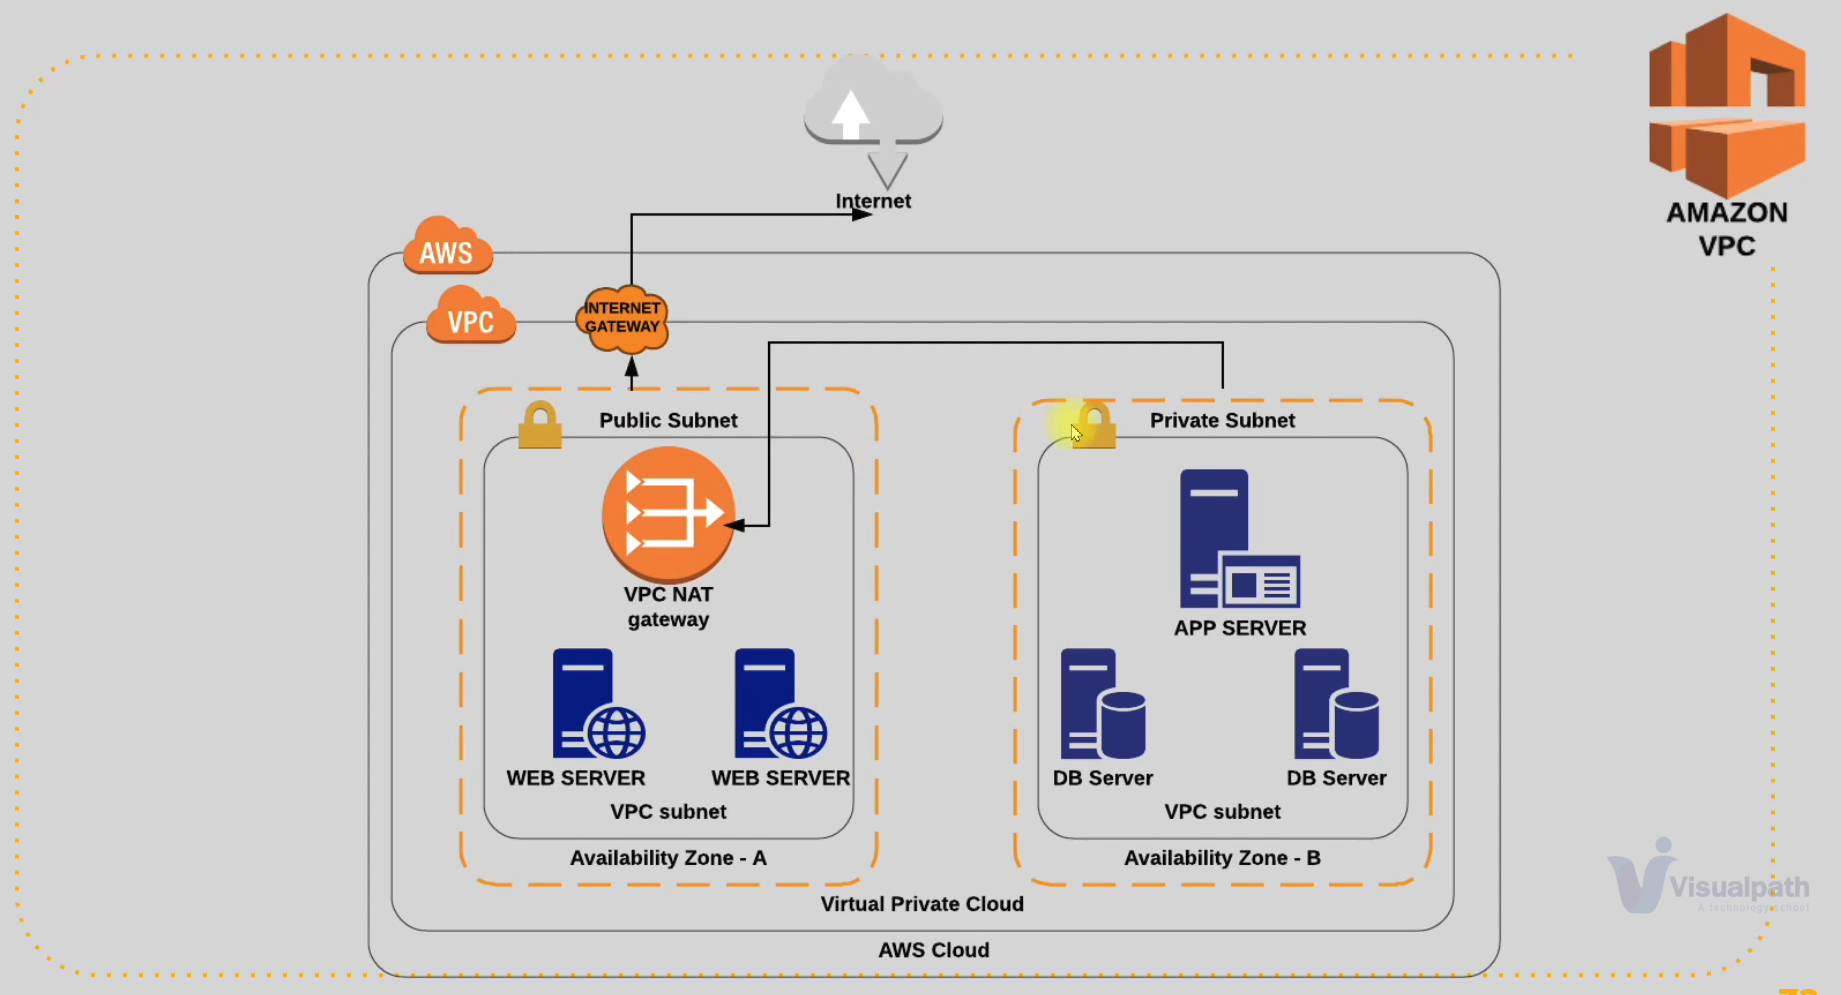 AMAZON
VPC
Internet
AWS
VPC
INTERNET
GATEWAY
Public Subnet
Private Subnet
VPC NAT
gateway
APP SERVER
WEB SERVER
WEB SERVER
DB Server
DB Server
VPC subnet
VPC subnet
Availability Zone - A
Availability Zone - B
Virtual Private Cloud
AWS Cloud
Visualpath
A technology school